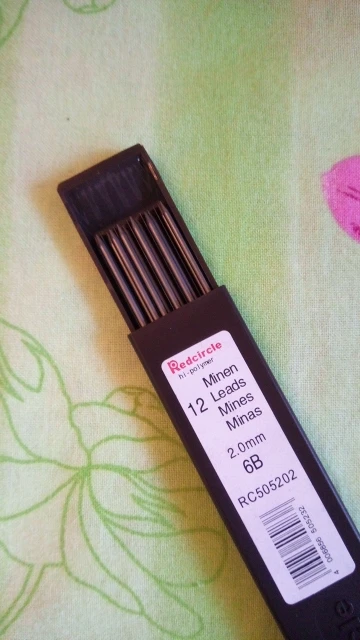 Redcircle
hi-polymer
Minen
12 Leads
Mines
Minas
2.0mm
6B
RC505202